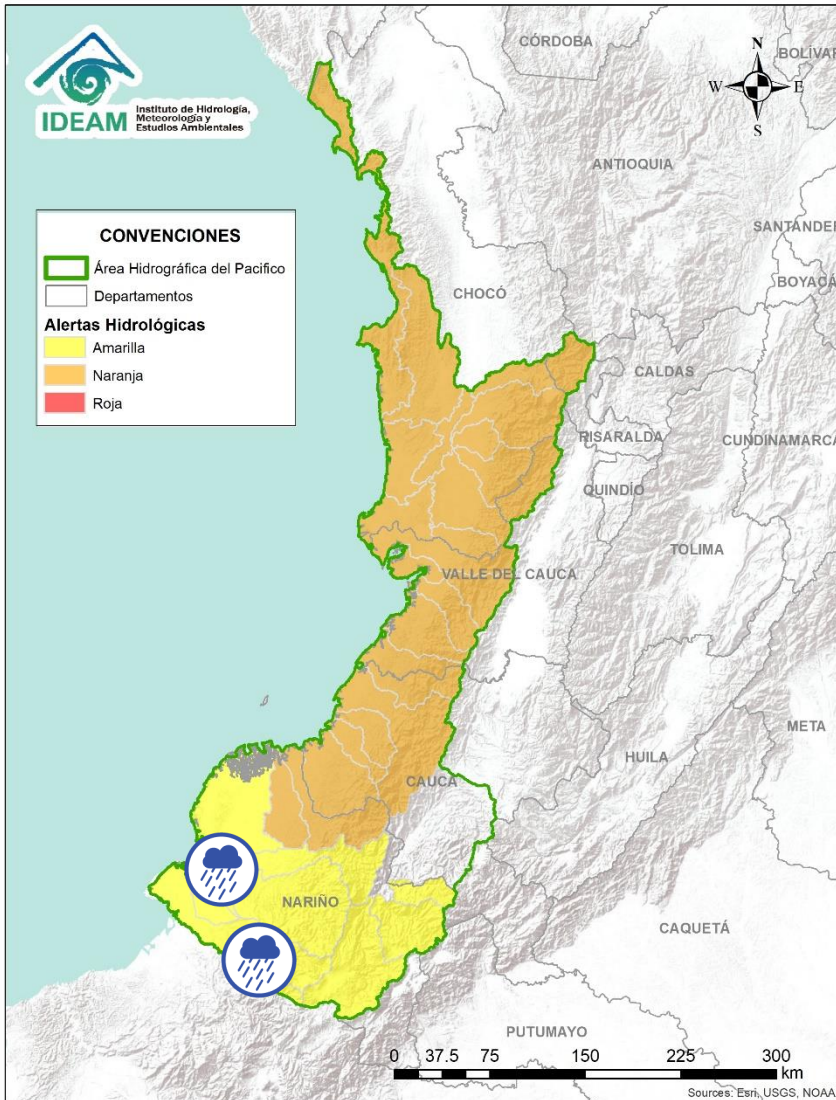 IDEAM
Instituto de Hidrología,
Meteorología y
Estudios Ambientales
CÓRDOBA
BOLÍVAR
N
W
E
S
ANTIOQUIA
SANTANDER
BOYACÁ
CONVENCIONES
Área Hidrográfica del Pacifico
Departamentos
Alertas Hidrológicas
Amarilla
Naranja
Roja
CHOCÓ
CALDAS
RISARALDA
CUNDINAMARCA
QUINDÍO
TOLIMA
VALLE DEL CAUCA
META
HUILA
CAUCA
NARIÑO
CAQUETÁ
PUTUMAYO
0 37.5 75 150 225 300
km
Sources: Esri, USGS, NOAA